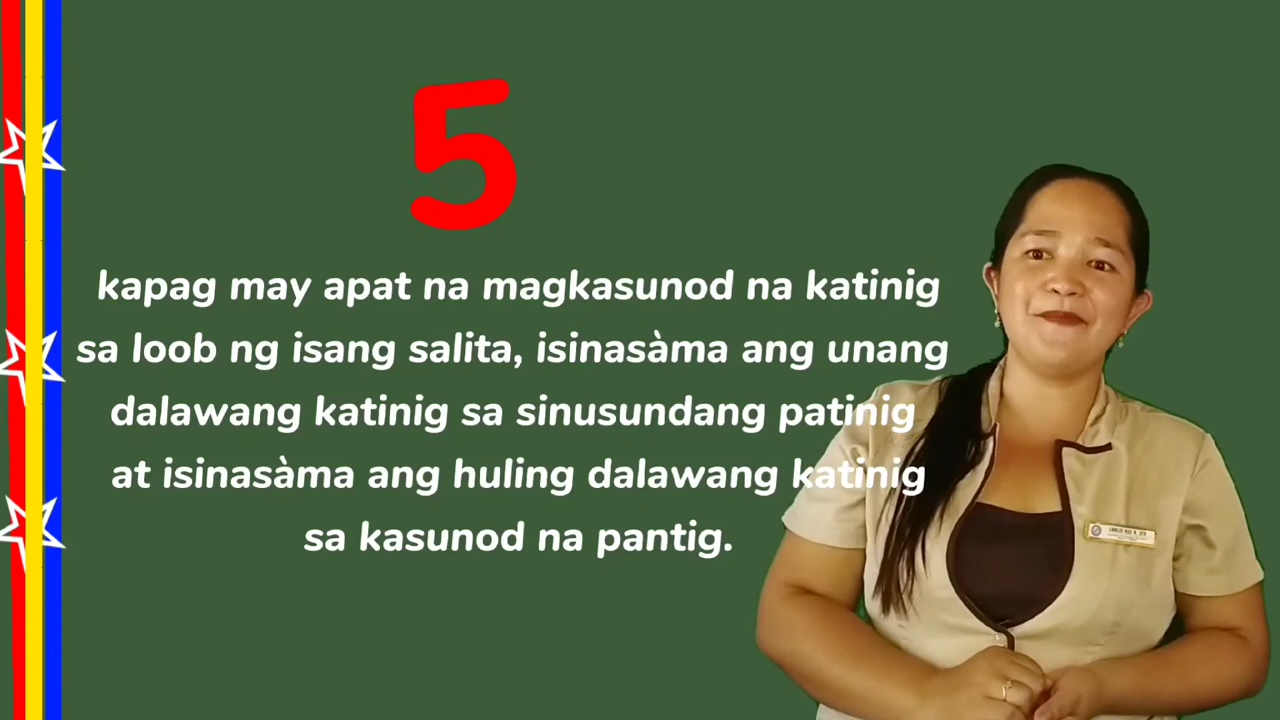 5
kapag may apat na magkasunod na katinig
sa loob ng isang salita, isinasàma ang unang
dalawang katinig sa sinusundang patinig
at isinasàma ang huling dalawang katinig
sa kasunod na pantig.